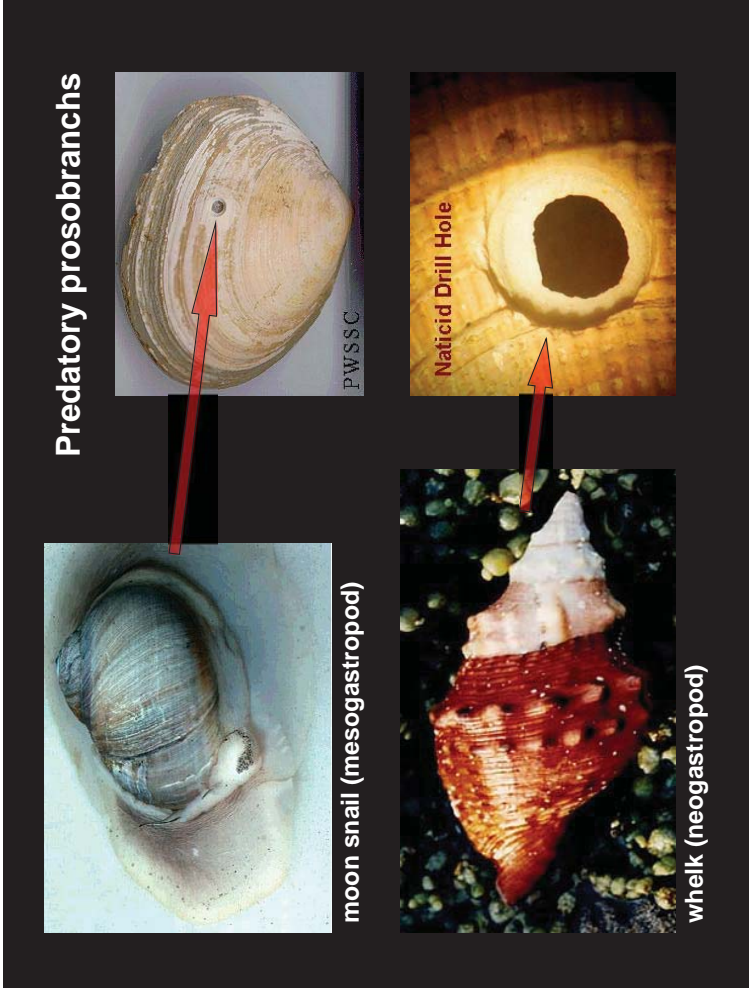 Predatory prosobranchs
PWSSC
moon snail (mesogastropod)
Naticid Drill Hole
whelk (neogastropod)